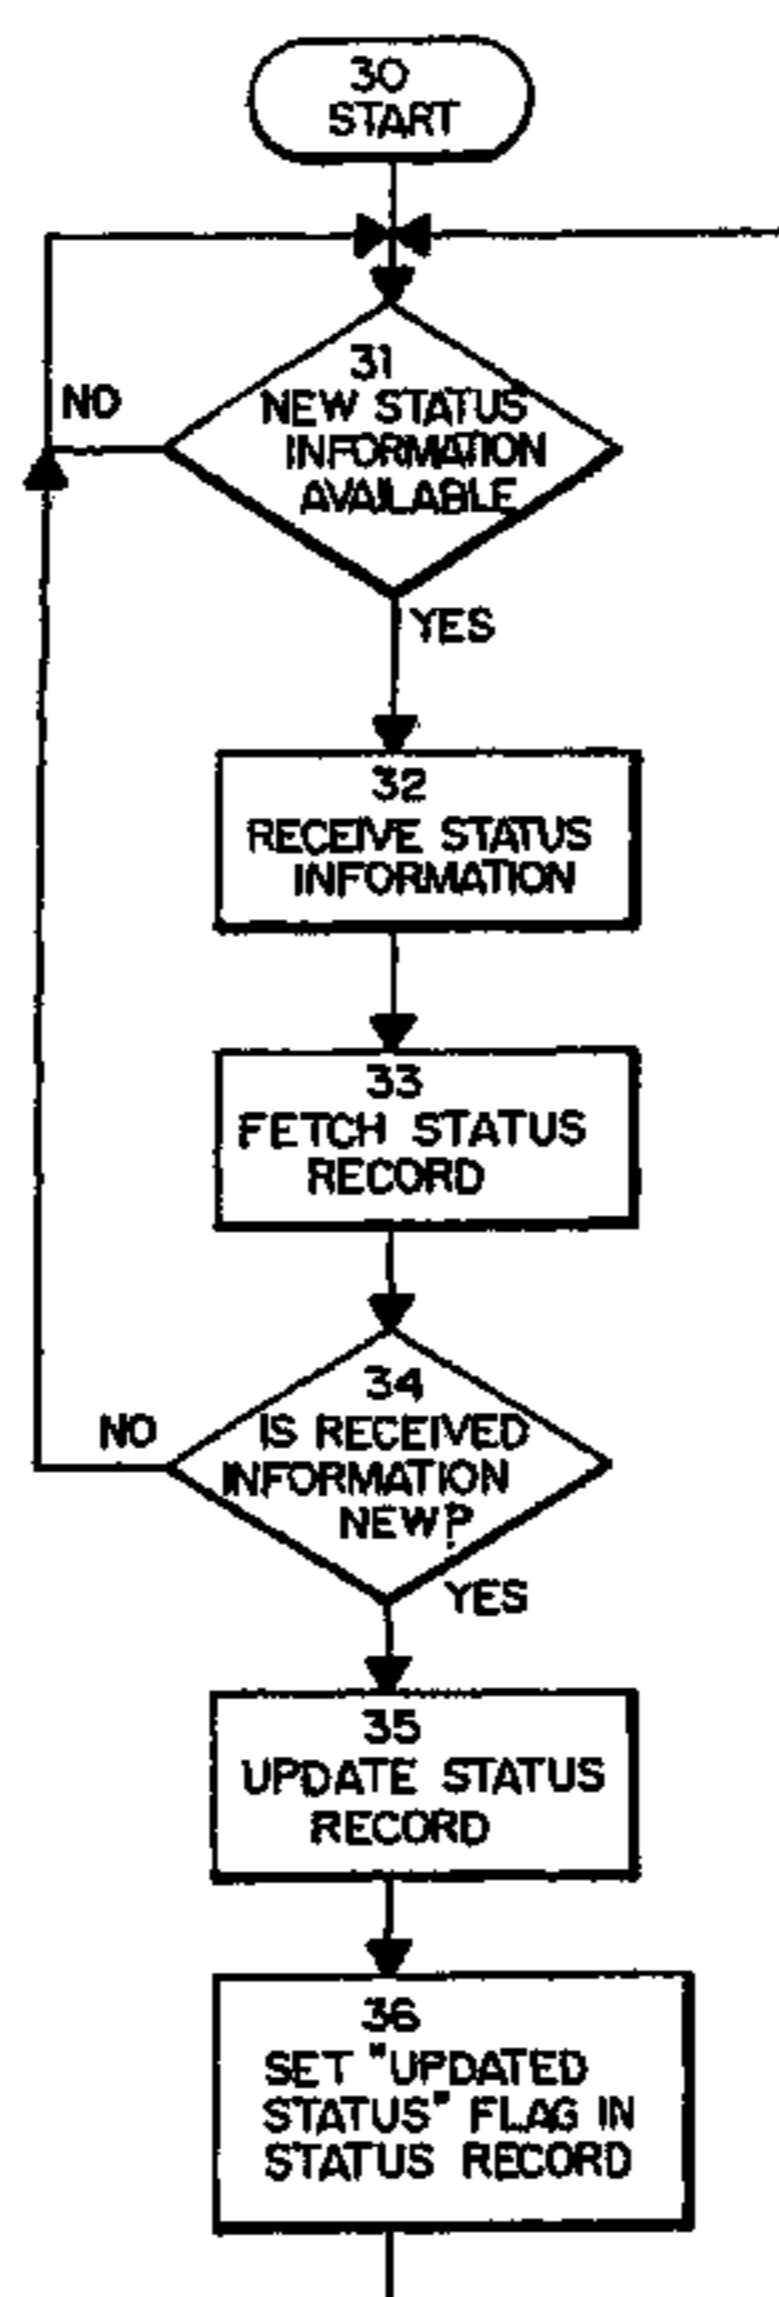 30
START
31
NEW STATUS
INFORMATION
AVAILABLE
NO
YES
32
RECEIVE STATUS
INFORMATION
33
FETCH STATUS
RECORD
34
IS RECEIVED
INFORMATION
NEW?
NO
YES
35
UPDATE STATUS
RECORD
36
SET "UPDATED
STATUS" FLAG IN
STATUS RECORD